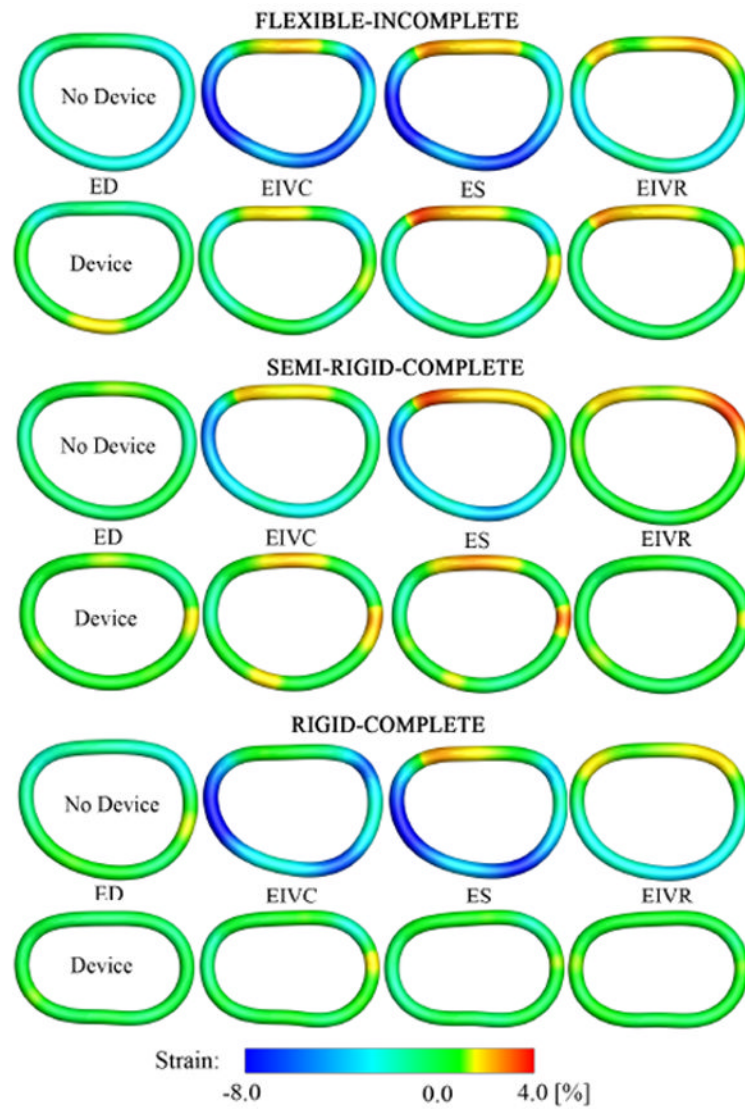 FLEXIBLE-INCOMPLETE
No Device
ED EIVC ES EIVR
Device
SEMI-RIGID-COMPLETE
No Device
ED EIVC ES EIVR
Device
RIGID-COMPLETE
No Device
ED EIVC ES EIVR
Device
Strain:
-8.0 0.0 4.0 [%]